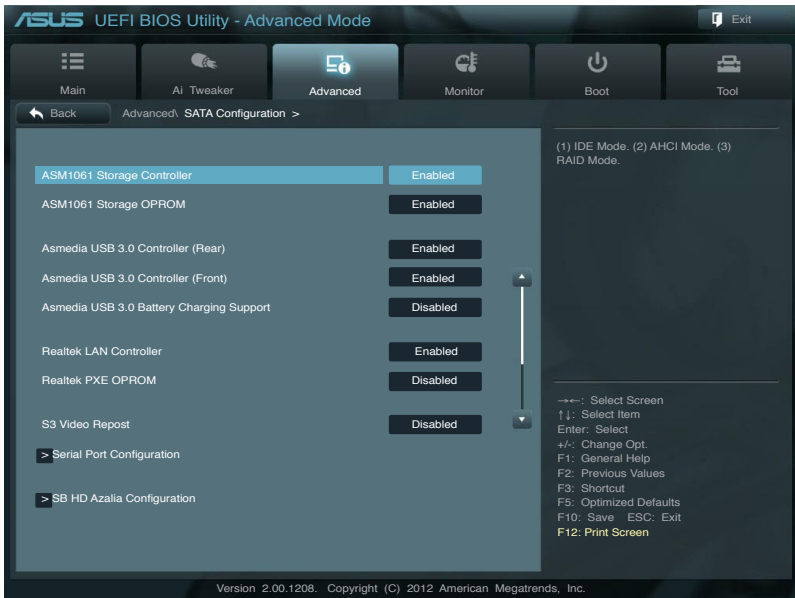 ASUS UEFI BIOS Utility - Advanced Mode
Exit
Main
Ai Tweaker
Advanced
Monitor
Boot
Tool
Back
Advanced\ SATA Configuration >
(1) IDE Mode. (2) AHCI Mode. (3)
RAID Mode.
ASM1061 Storage Controller Enabled
ASM1061 Storage OPROM Enabled
Asmedia USB 3.0 Controller (Rear) Enabled
Asmedia USB 3.0 Controller (Front) Enabled
Asmedia USB 3.0 Battery Charging Support Disabled
Realtek LAN Controller Enabled
Realtek PXE OPROM Disabled
S3 Video Repost Disabled
> Serial Port Configuration
> SB HD Azalia Configuration
→←: Select Screen
↑↓: Select Item
Enter: Select
+/-: Change Opt.
F1: General Help
F2: Previous Values
F3: Shortcut
F5: Optimized Defaults
F10: Save ESC: Exit
F12: Print Screen
Version 2.00.1208. Copyright (C) 2012 American Megatrends, Inc.